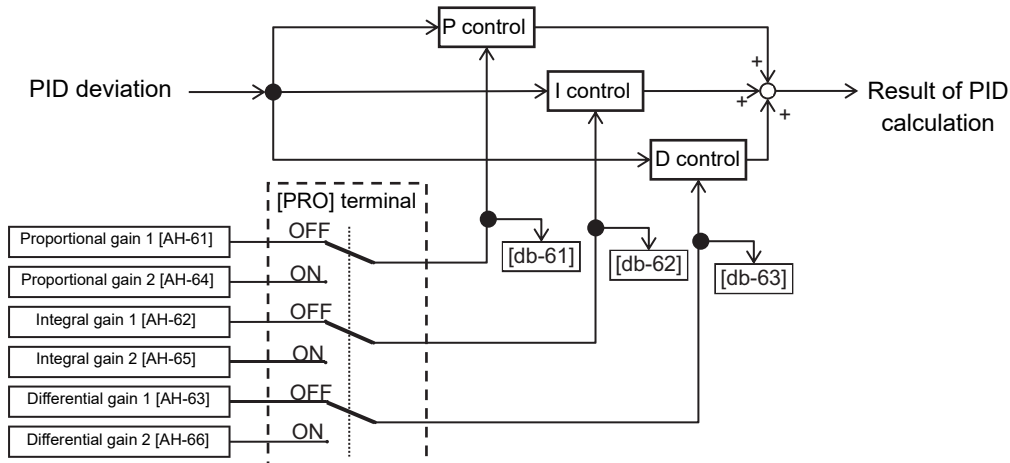 P control
+
PID deviation
I control
+
Result of PID
calculation
+
D control
[PRO] terminal
Proportional gain 1 [AH-61]
OFF
[db-61]
[db-62]
[db-63]
Proportional gain 2 [AH-64]
ON
Integral gain 1 [AH-62]
OFF
Integral gain 2 [AH-65]
ON
Differential gain 1 [AH-63]
OFF
Differential gain 2 [AH-66]
ON